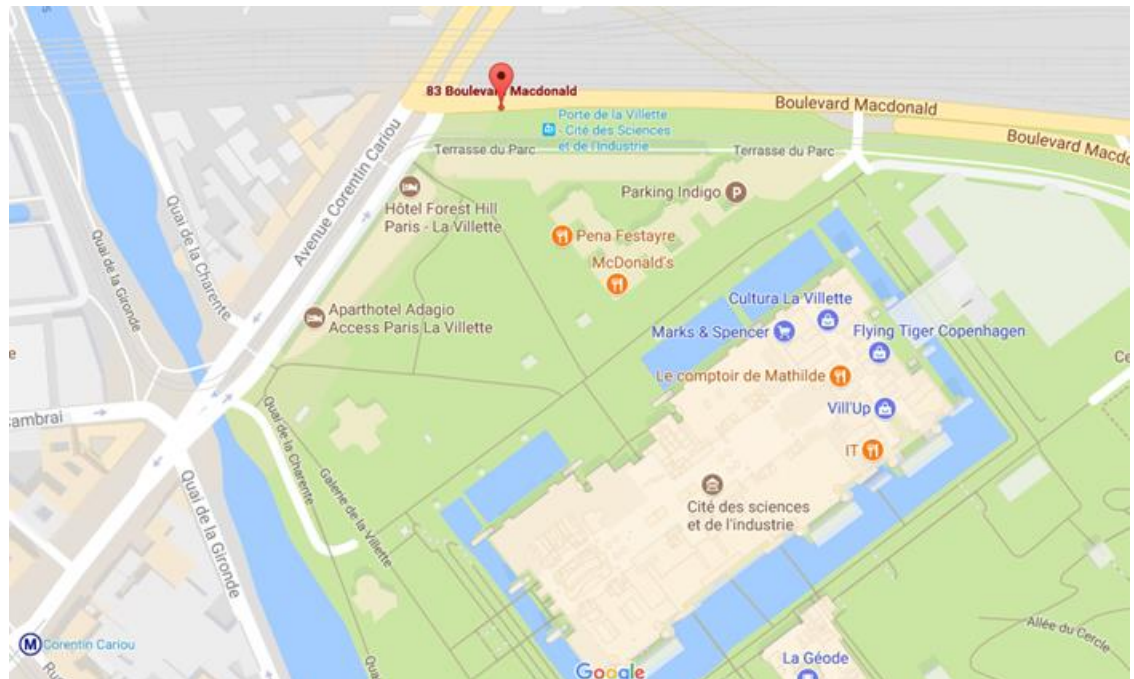 83 Boulevard Macdonald
Boulevard Macdonald
Boulevard Macdo
Porte de la Villette
- Cité des Sciences
et de l'Industrie
Terrasse du Parc
Terrasse du Parc
Avenue Corentin Cariou
Quai de la Charente
Quai de la Gironde
Parking Indigo
P
Hôtel Forest Hill
Paris - La Villette
Pena Festayre
McDonald's
Cultura La Villette
Aparthotel Adagio
Access Paris La Villette
Marks & Spencer
Flying Tiger Copenhagen
Le comptoir de Mathilde
Vill'Up
IT
e
Ce
cambrai
Quai de la Charente
Galerie de la Villette
Quai de la Gironde
Cité des sciences
et de l'industrie
Allée du Cercle
M
Corentin Cariou
La Géode
Google
Qua
Ru